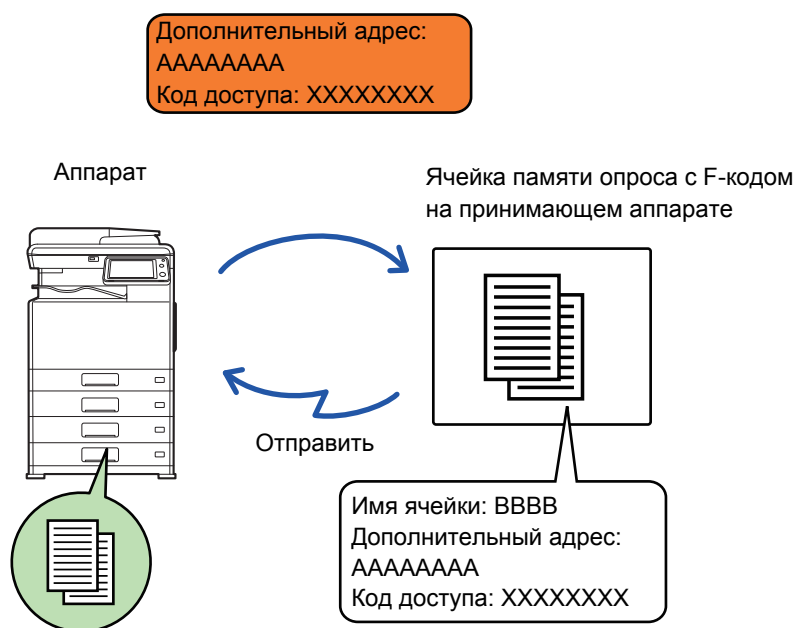 Дополнительный адрес:
AAAAAAAA
Код доступа: XXXXXXXX
Аппарат
Ячейка памяти опроса с F-кодом
на принимающем аппарате
Отправить
Имя ячейки: BBBB
Дополнительный адрес:
AAAAAAAA
Код доступа: XXXXXXXX